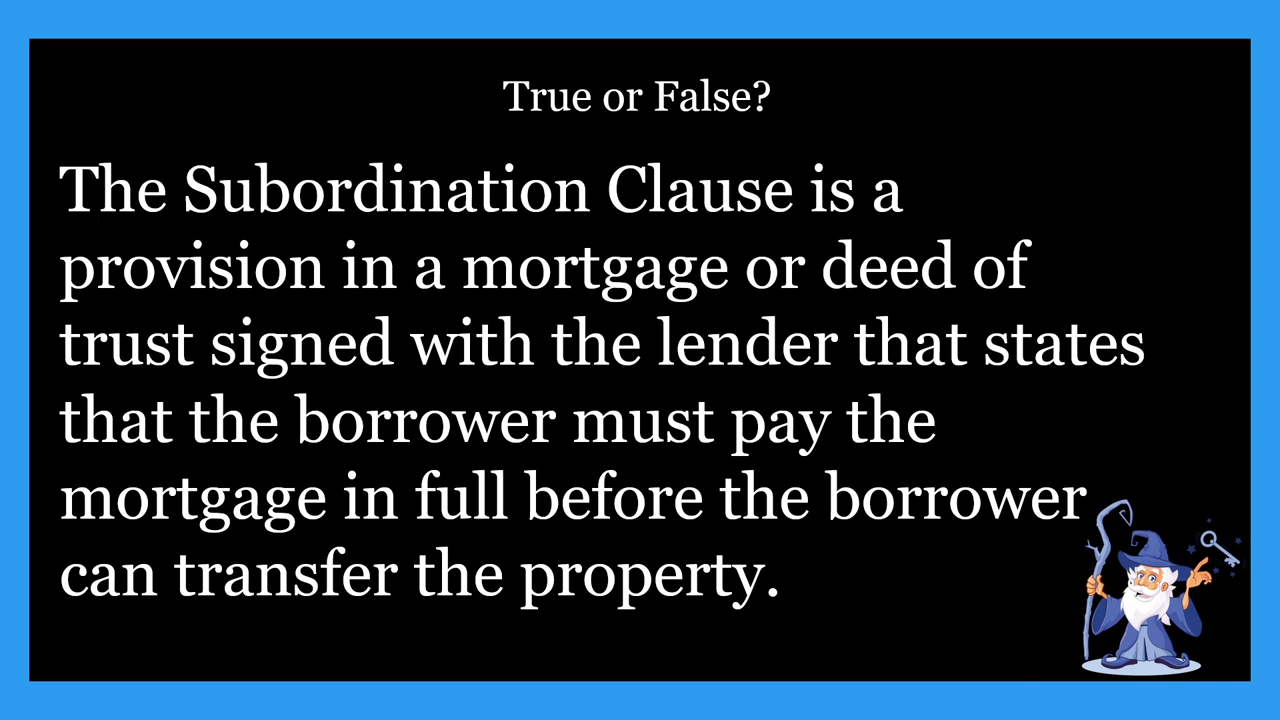 True or False?
The Subordination Clause is a
provision in a mortgage or deed of
trust signed with the lender that states
that the borrower must pay the
mortgage in full before the borrower
can transfer the property.